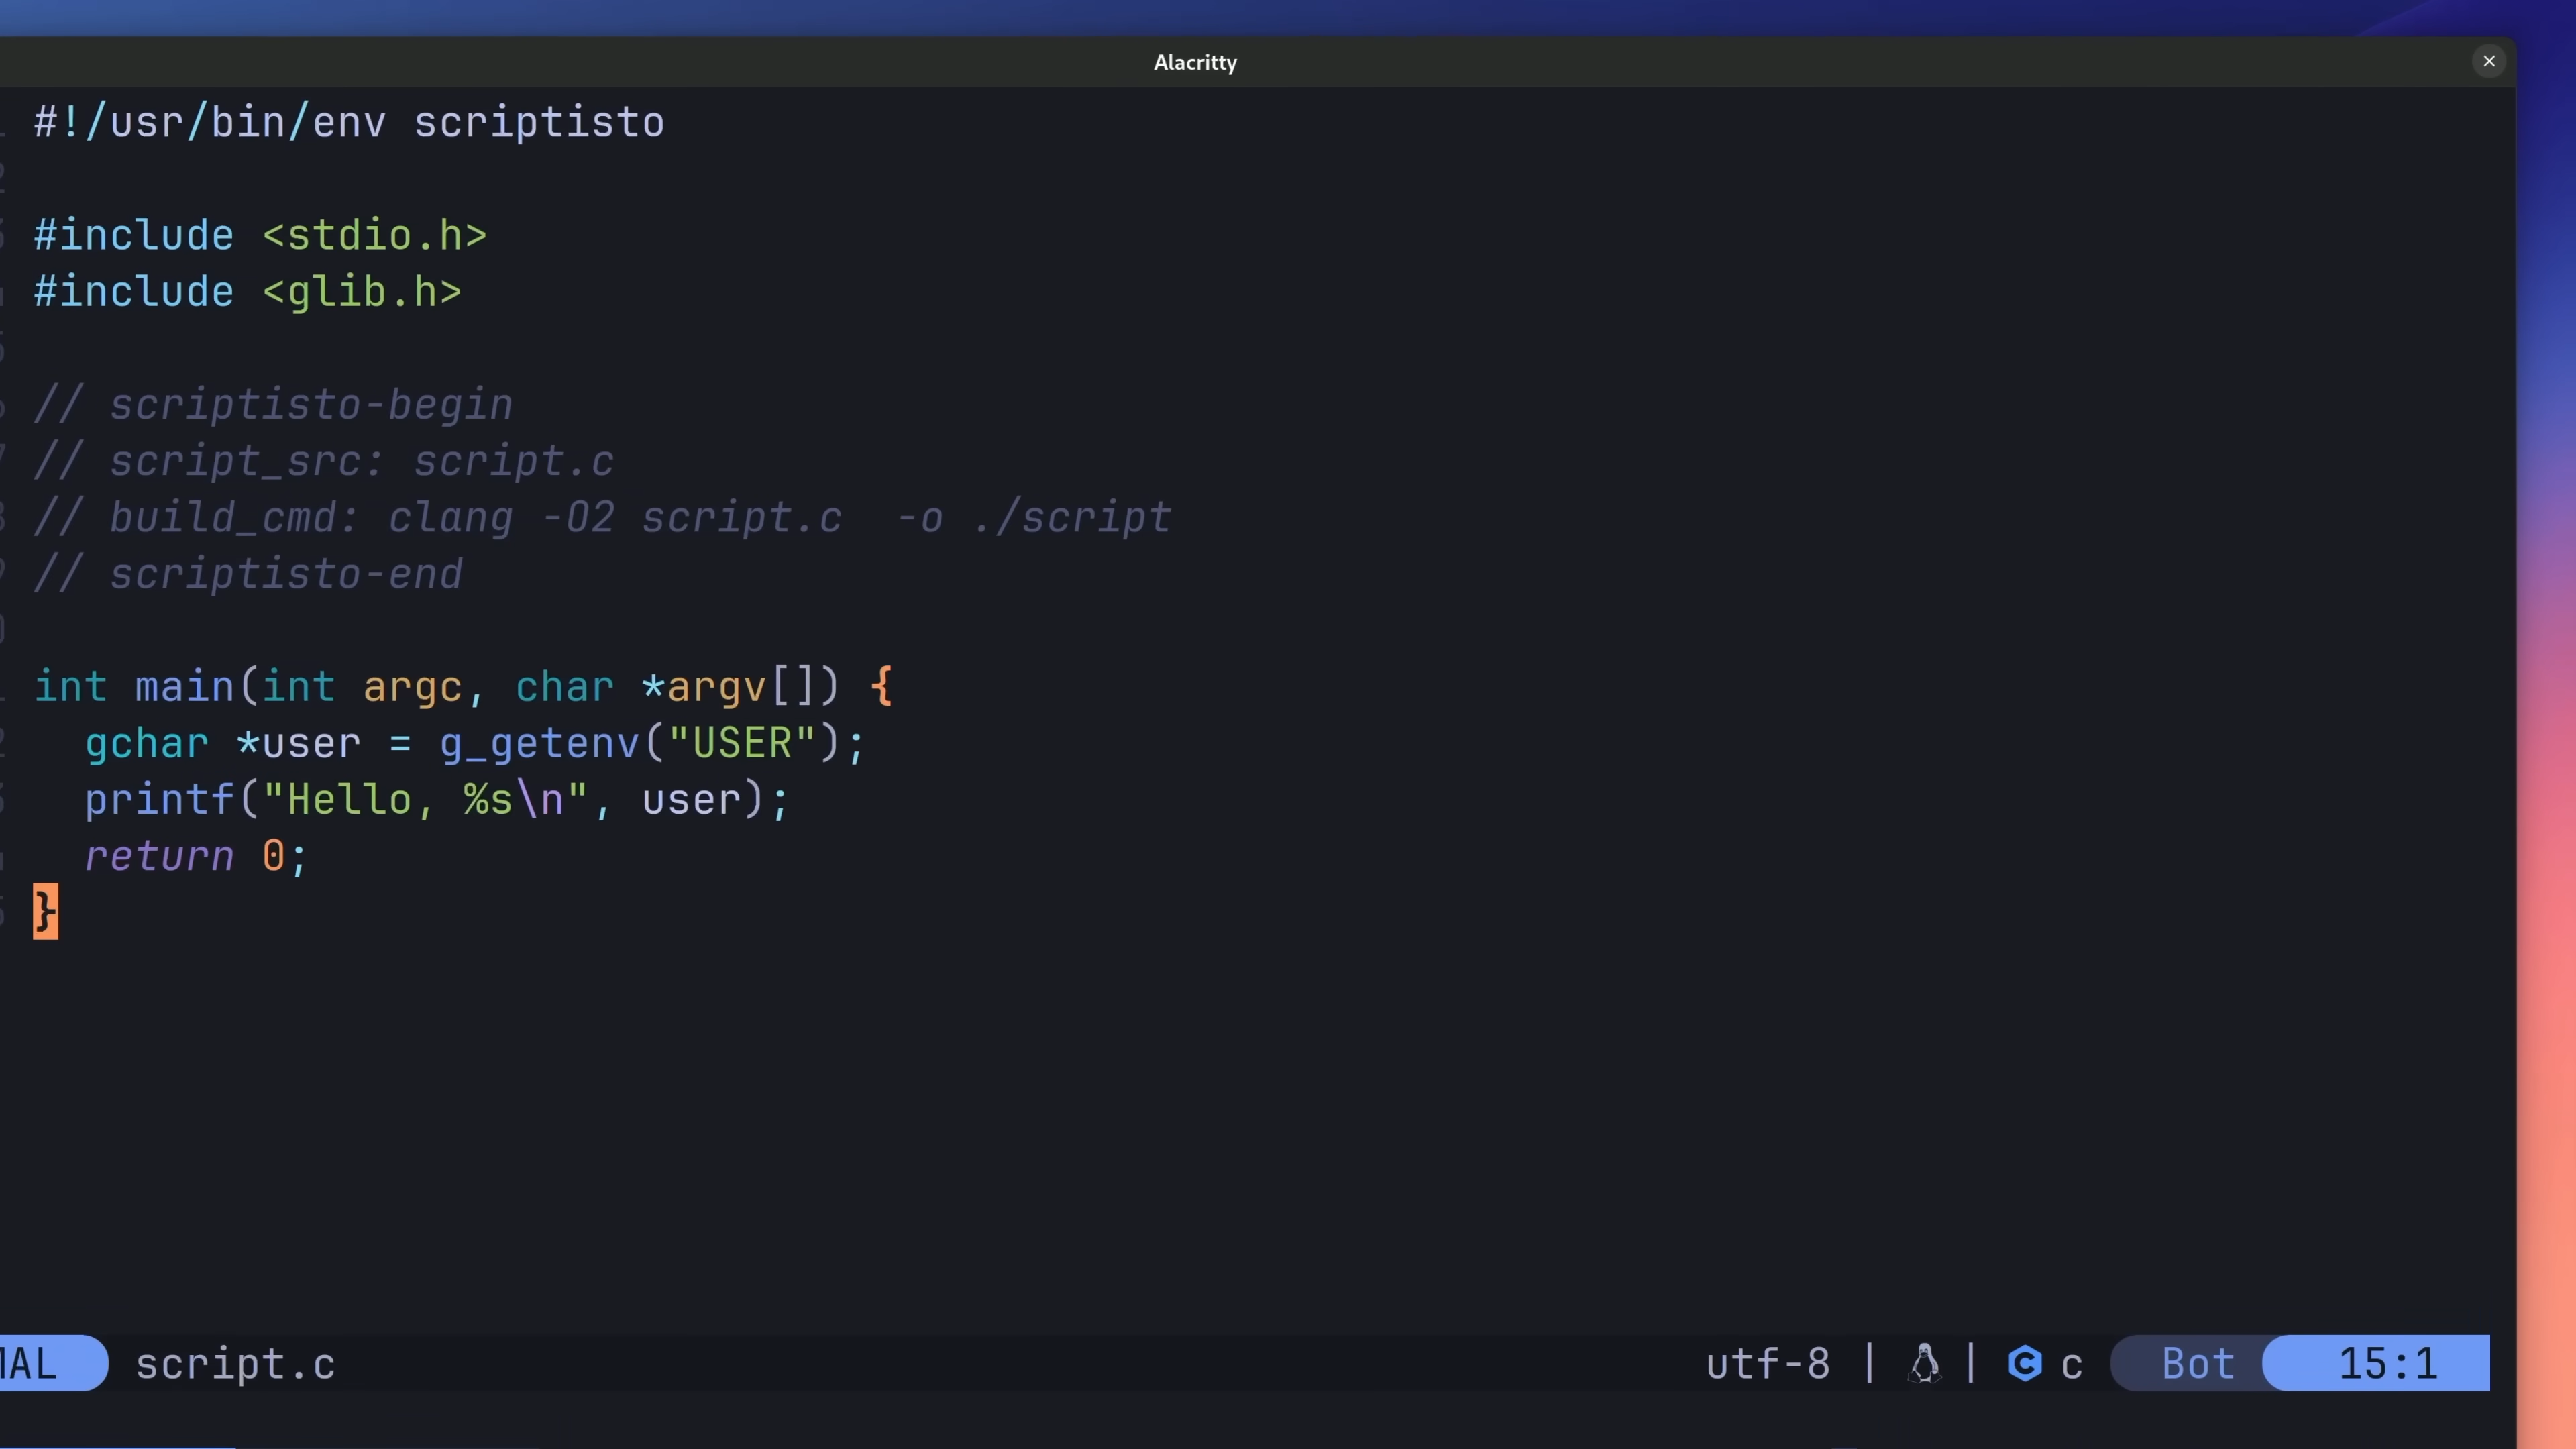 Alacritty
#!/usr/bin/env scriptisto
#include <stdio.h>
#include <glib.h>
// scriptisto-begin
// script_src: script.c
// build_cmd: clang -O2 script.c  -o ./script
// scriptisto-end
int main(int argc, char *argv[]) {
  gchar *user = g_getenv("USER");
  printf("Hello, %s\n", user);
  return 0;
}
MAL script.c utf-8 | | c Bot 15:1